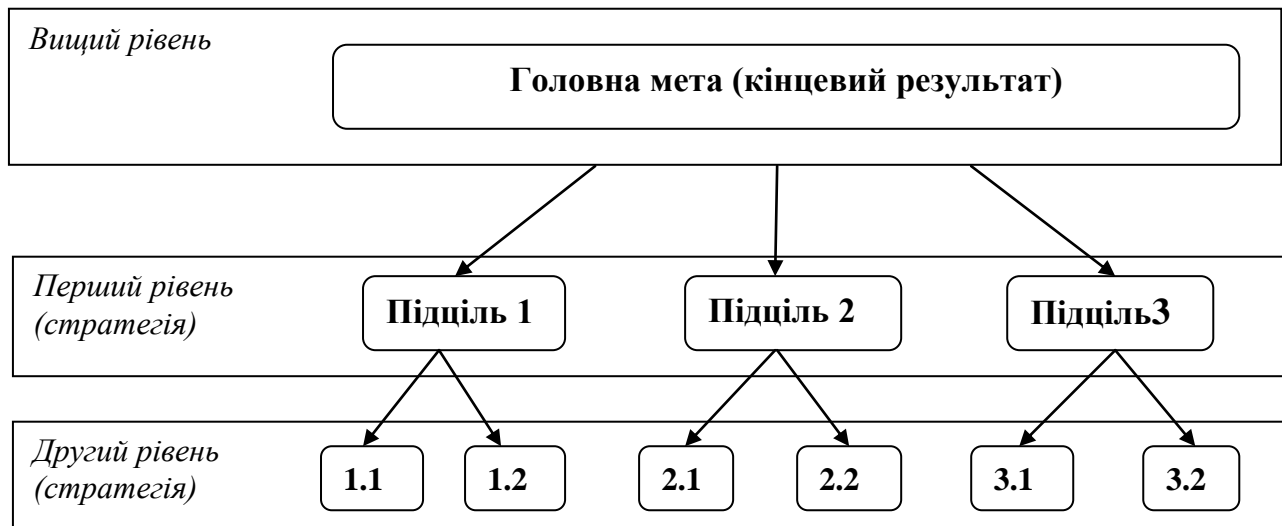 Вищий рівень
Головна мета (кінцевий результат)
Перший рівень
(стратегія)
Підціль 1
Підціль 2
Підціль3
Другий рівень
(стратегія)
1.1
1.2
2.1
2.2
3.1
3.2